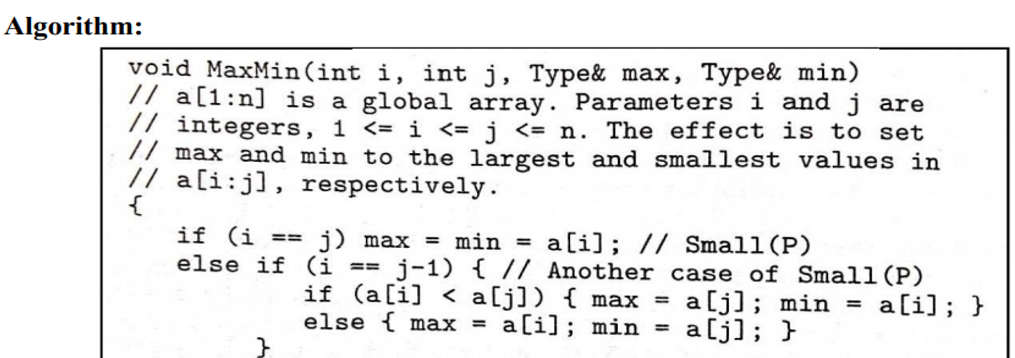 Algorithm:
void MaxMin(int i, int j, Type& max, Type& min)
// a[1:n] is a global array. Parameters i and j are
// integers, 1 <= i <= j <= n. The effect is to set
// max and min to the largest and smallest values in
// a[i:j], respectively.
{
if (i == j) max = min = a[i]; // Small(P)
else if (i == j-1) { // Another case of Small(P)
if (a[i] < a[j]) { max = a[j]; min = a[i]; }
else { max = a[i]; min = a[j]; }
}